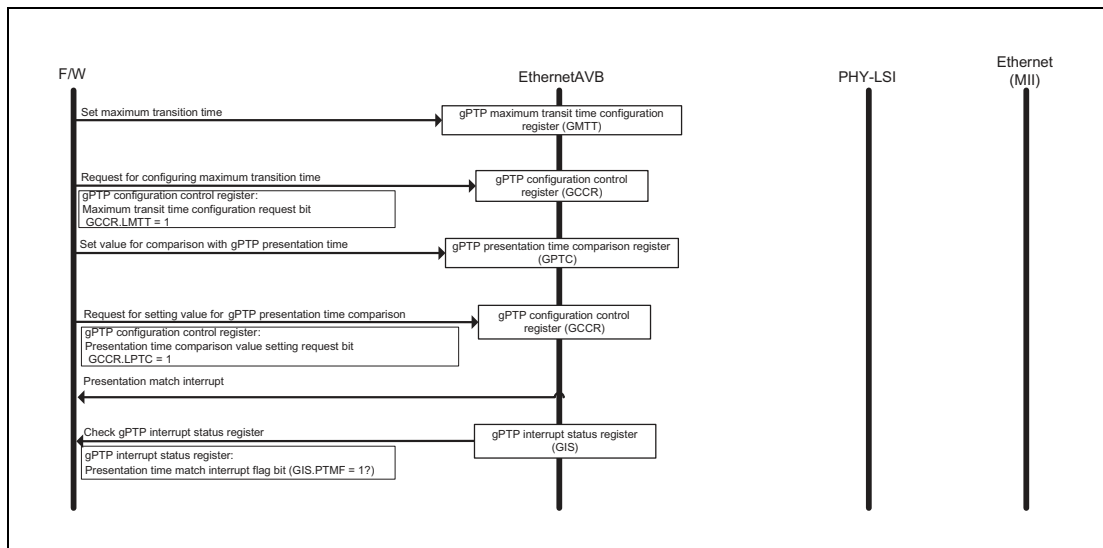 F/W
EthernetAVB
PHY-LSI
Ethernet
(MII)
Set maximum transition time
gPTP maximum transit time configuration
register (GMTT)
Request for configuring maximum transition time
gPTP configuration control
register (GCCR)
gPTP configuration control register:
Maximum transit time configuration request bit
GCCR.LMTT = 1
Set value for comparison with gPTP presentation time
gPTP presentation time comparison register
(GPTC)
Request for setting value for gPTP presentation time comparison
gPTP configuration control
register (GCCR)
gPTP configuration control register:
Presentation time comparison value setting request bit
GCCR.LPTC = 1
Presentation match interrupt
Check gPTP interrupt status register
gPTP interrupt status register
(GIS)
gPTP interrupt status register:
Presentation time match interrupt flag bit (GIS.PTMF = 1?)